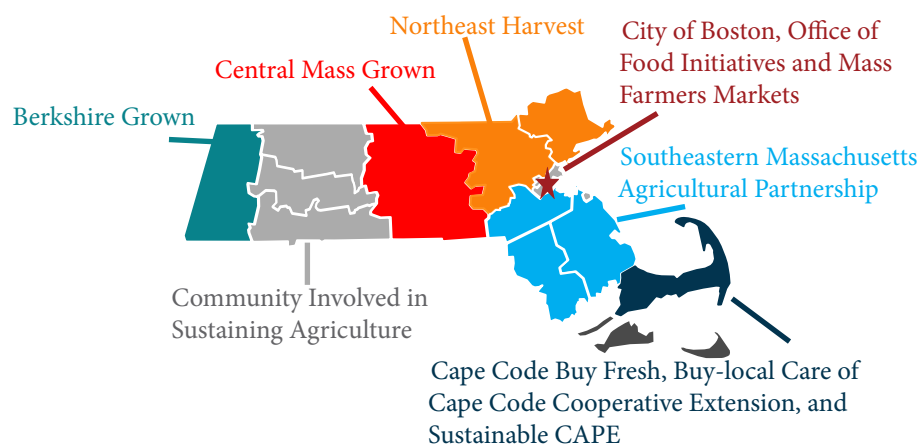 Northeast Harvest
City of Boston, Office of
Food Initiatives and Mass
Farmers Markets
Central Mass Grown
Berkshire Grown
Southeastern Massachusetts
Agricultural Partnership
Community Involved in
Sustaining Agriculture
Cape Code Buy Fresh, Buy-local Care of
Cape Code Cooperative Extension, and
Sustainable CAPE